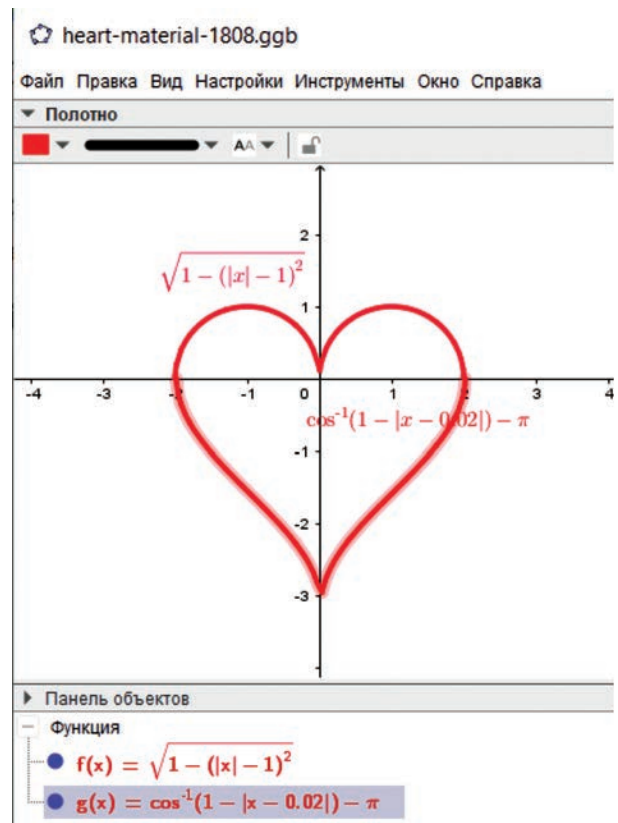 heart-material-1808.ggb
Файл Правка Вид Настройки Инструменты Окно Справка
Полотно
AA
2
√(1 − (|x| − 1)²)
1
-4 -3 -2 -1 0 1 2 3 4
cos⁻¹(1 − |x − 0.02|) − π
-1
-2
-3
Панель объектов
Функция
f(x) = √(1 − (|x| − 1)²)
g(x) = cos⁻¹(1 − |x − 0.02|) − π